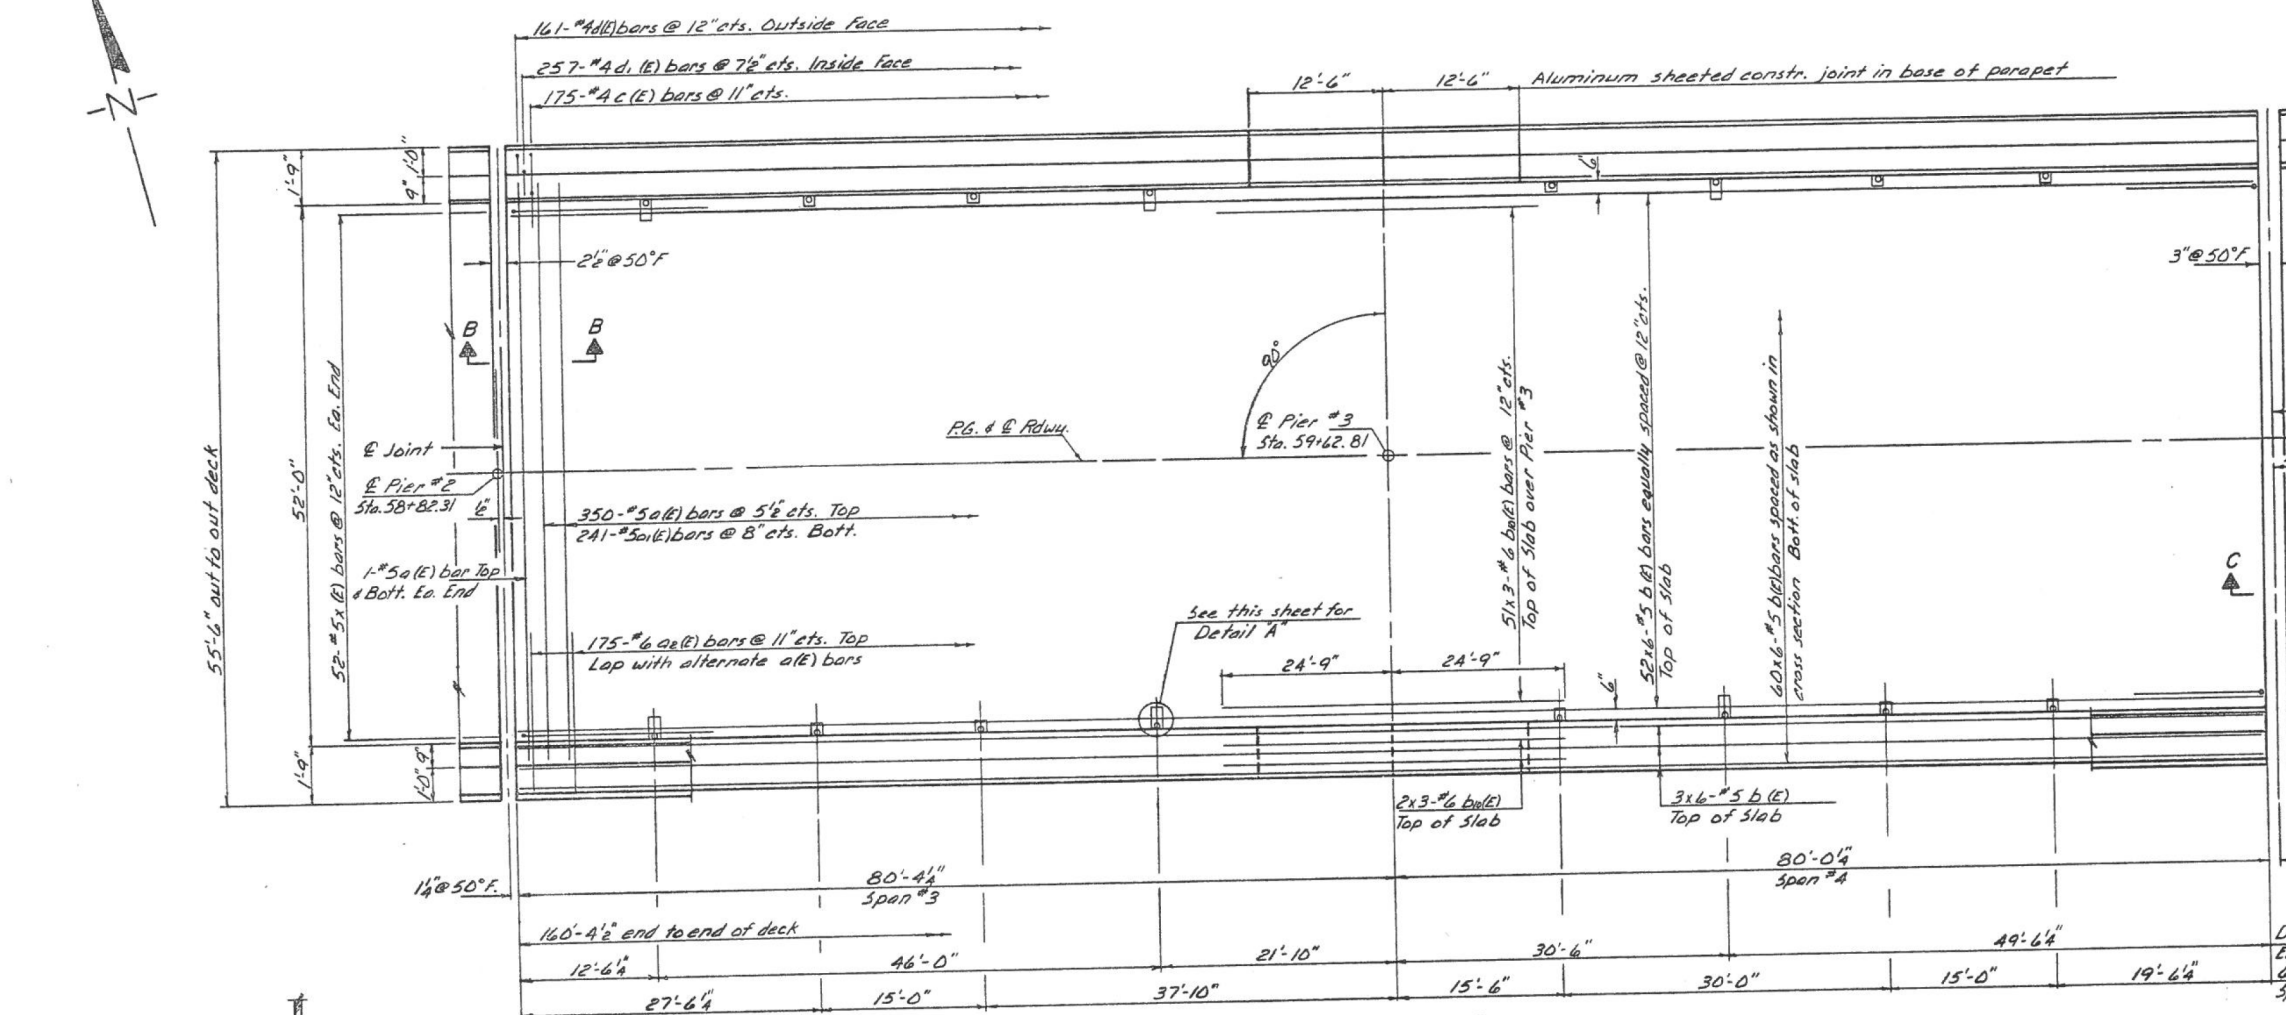 161-#4d(E) bars @ 12" cts. Outside Face
257-#4 d1 (E) bars @ 7½" cts. Inside Face
175-#4 c (E) bars @ 11" cts.
12'-6"
12'-6"
Aluminum sheeted constr. joint in base of parapet
N
1'-9"
9"
1'-0"
6"
2½" @ 50°F
3" @ 50°F
B
B
90°
55'-6" out to out deck
52'-0"
52-#5x (E) bars @ 12" cts. Ea. End
℄ Joint
℄ Pier #2
Sta. 58+82.31
P.G. & ℄ Rdwy.
℄ Pier #3
Sta. 59+62.81
350-#5a(E) bars @ 5½" cts. Top
241-#5a1(E) bars @ 8" cts. Bott.
1-#5a (E) bar Top
& Bott. Ea. End
175-#6 a2(E) bars @ 11" cts. Top
Lap with alternate a(E) bars
See this sheet for
Detail "A"
51x3-#6 b10(E) bars @ 12" cts.
Top of Slab over Pier #3
52x6-#5 b (E) bars equally spaced @ 12" cts.
Top of Slab
60x6-#5 b(E) bars spaced as shown in
cross section Bott. of slab
C
24'-9"
24'-9"
6"
1'-9"
1'-0"
9"
2x3-#6 b10(E)
Top of Slab
3x6-#5 b (E)
Top of Slab
1¼" @ 50°F.
80'-4¼"
Span #3
80'-0¼"
Span #4
160'-4½" end to end of deck
12'-6¼"
46'-0"
21'-10"
30'-6"
49'-6¼"
27'-6¼"
15'-0"
37'-10"
15'-6"
30'-0"
15'-0"
19'-6¼"